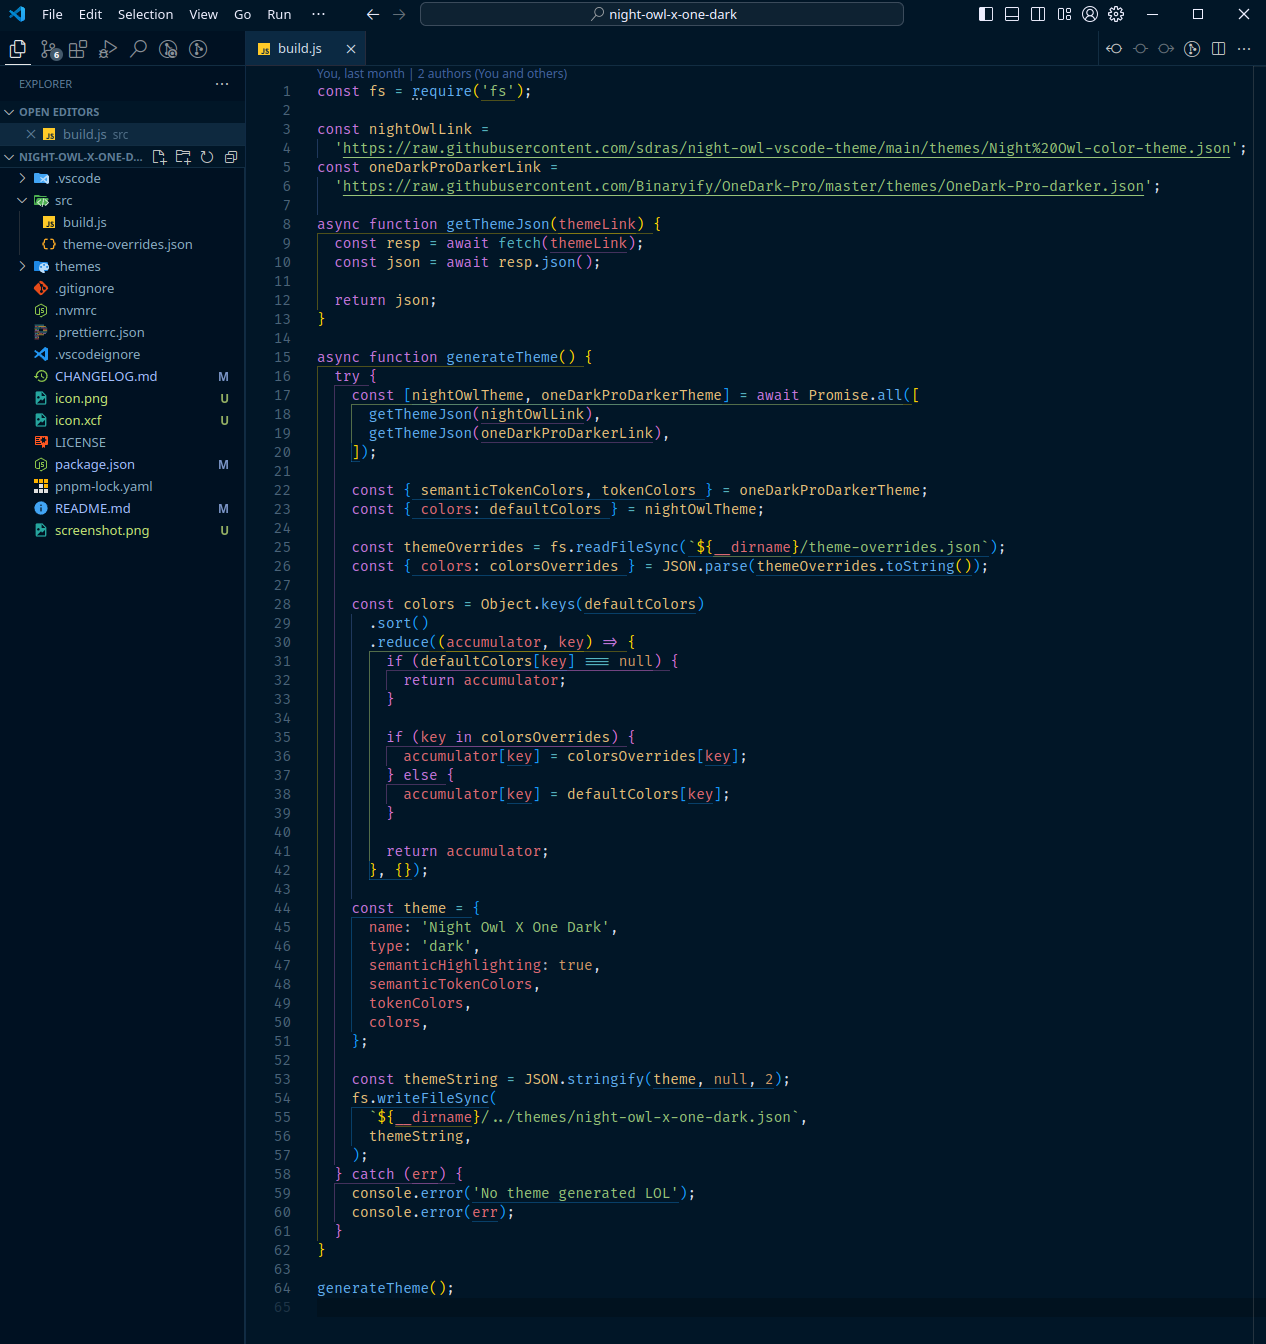 File Edit Selection View Go Run ··· night-owl-x-one-dark
6
build.js
EXPLORER
OPEN EDITORS
build.js src
NIGHT-OWL-X-ONE-D...
.vscode
src
build.js
theme-overrides.json
themes
.gitignore
.nvmrc
.prettierrc.json
.vscodeignore
CHANGELOG.md M
icon.png U
icon.xcf U
LICENSE
package.json M
pnpm-lock.yaml
README.md M
screenshot.png U
You, last month | 2 authors (You and others)
1 const fs = require('fs');
2
3 const nightOwlLink =
4   'https://raw.githubusercontent.com/sdras/night-owl-vscode-theme/main/themes/Night%20Owl-color-theme.json';
5 const oneDarkProDarkerLink =
6   'https://raw.githubusercontent.com/Binaryify/OneDark-Pro/master/themes/OneDark-Pro-darker.json';
7
8 async function getThemeJson(themeLink) {
9   const resp = await fetch(themeLink);
10   const json = await resp.json();
11
12   return json;
13 }
14
15 async function generateTheme() {
16   try {
17     const [nightOwlTheme, oneDarkProDarkerTheme] = await Promise.all([
18       getThemeJson(nightOwlLink),
19       getThemeJson(oneDarkProDarkerLink),
20     ]);
21
22     const { semanticTokenColors, tokenColors } = oneDarkProDarkerTheme;
23     const { colors: defaultColors } = nightOwlTheme;
24
25     const themeOverrides = fs.readFileSync(`${__dirname}/theme-overrides.json`);
26     const { colors: colorsOverrides } = JSON.parse(themeOverrides.toString());
27
28     const colors = Object.keys(defaultColors)
29       .sort()
30       .reduce((accumulator, key) => {
31         if (defaultColors[key] === null) {
32           return accumulator;
33         }
34
35         if (key in colorsOverrides) {
36           accumulator[key] = colorsOverrides[key];
37         } else {
38           accumulator[key] = defaultColors[key];
39         }
40
41         return accumulator;
42       }, {});
43
44     const theme = {
45       name: 'Night Owl X One Dark',
46       type: 'dark',
47       semanticHighlighting: true,
48       semanticTokenColors,
49       tokenColors,
50       colors,
51     };
52
53     const themeString = JSON.stringify(theme, null, 2);
54     fs.writeFileSync(
55       `${__dirname}/../themes/night-owl-x-one-dark.json`,
56       themeString,
57     );
58   } catch (err) {
59     console.error('No theme generated LOL');
60     console.error(err);
61   }
62 }
63
64 generateTheme();
65